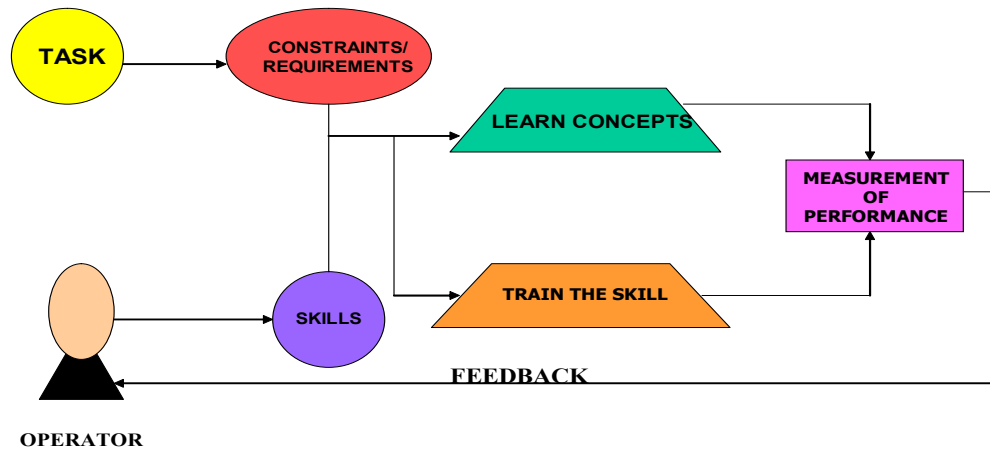 TASK
CONSTRAINTS/
REQUIREMENTS
LEARN CONCEPTS
MEASUREMENT
OF
PERFORMANCE
TRAIN THE SKILL
SKILLS
FEEDBACK
OPERATOR